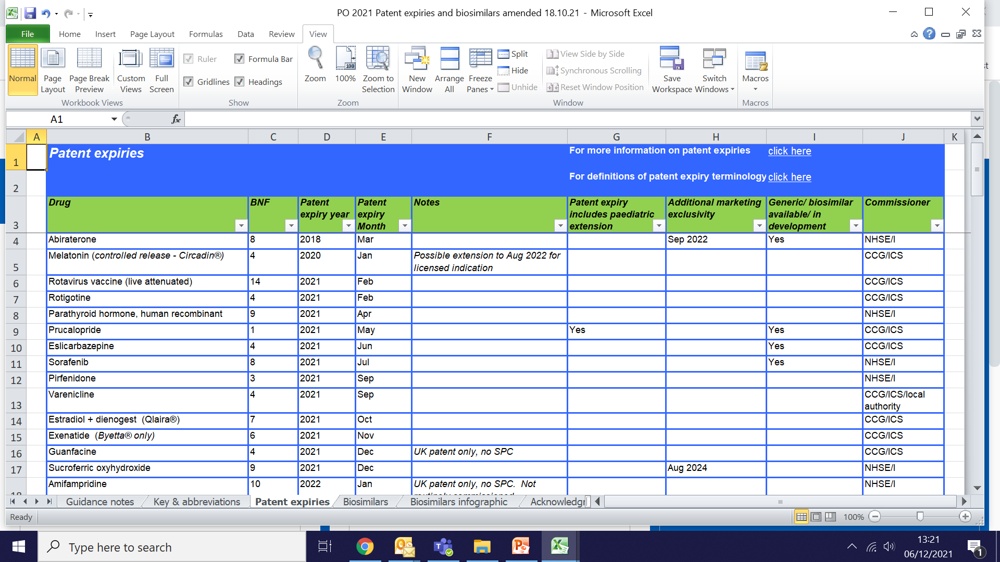 PO 2021 Patent expiries and biosimilars amended 18.10.21 - Microsoft Excel
File Home Insert Page Layout Formulas Data Review View
Normal Page Layout Page Break Preview Custom Views Full Screen
Workbook Views
Ruler Formula Bar
Gridlines Headings
Show
Zoom 100% Zoom to Selection
100
Zoom
New Window Arrange All Freeze Panes
Split
Hide
Unhide
View Side by Side
Synchronous Scrolling
Reset Window Position
Save Workspace Switch Windows
Window
Macros
Macros
A1 fx
A B C D E F G H I J K
1 Patent expiries For more information on patent expiries click here
2 For definitions of patent expiry terminology click here
3 Drug BNF Patent expiry year Patent expiry Month Notes Patent expiry includes paediatric extension Additional marketing exclusivity Generic/ biosimilar available/ in development Commissioner
4 Abiraterone 8 2018 Mar Sep 2022 Yes NHSE/I
5 Melatonin (controlled release - Circadin®) 4 2020 Jan Possible extension to Aug 2022 for licensed indication CCG/ICS
6 Rotavirus vaccine (live attenuated) 14 2021 Feb CCG/ICS
7 Rotigotine 4 2021 Feb CCG/ICS
8 Parathyroid hormone, human recombinant 9 2021 Apr NHSE/I
9 Prucalopride 1 2021 May Yes Yes CCG/ICS
10 Eslicarbazepine 4 2021 Jun Yes CCG/ICS
11 Sorafenib 8 2021 Jul Yes NHSE/I
12 Pirfenidone 3 2021 Sep NHSE/I
13 Varenicline 4 2021 Sep CCG/ICS/local authority
14 Estradiol + dienogest (Qlaira®) 7 2021 Oct CCG/ICS
15 Exenatide (Byetta® only) 6 2021 Nov CCG/ICS
16 Guanfacine 4 2021 Dec UK patent only, no SPC CCG/ICS
17 Sucroferric oxyhydroxide 9 2021 Dec Aug 2024 NHSE/I
Amifampridine 10 2022 Jan UK patent only, no SPC. Not NHSE/I
Guidance notes Key & abbreviations Patent expiries Biosimilars Biosimilars infographic Acknowledgr
Ready 100%
Type here to search
13:21
06/12/2021
1